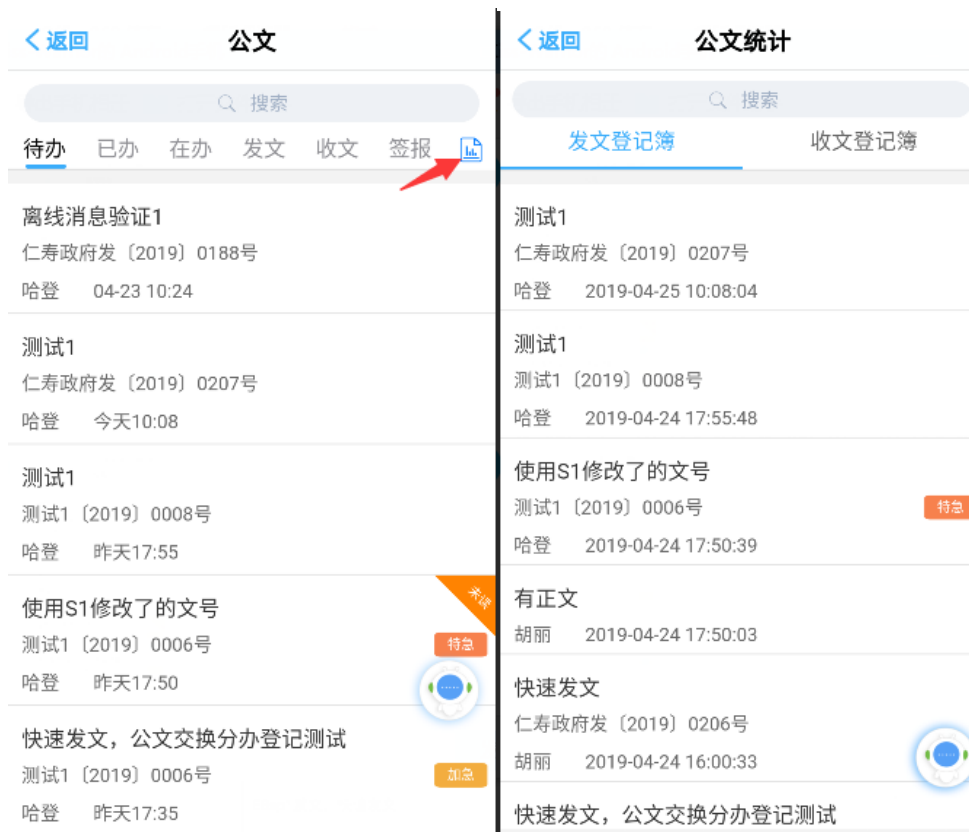 返回
公文
搜索
待办 已办 在办 发文 收文 签报
离线消息验证1
仁寿政府发〔2019〕0188号
哈登 04-23 10:24
测试1
仁寿政府发〔2019〕0207号
哈登 今天10:08
测试1
测试1〔2019〕0008号
哈登 昨天17:55
未读
使用S1修改了的文号
测试1〔2019〕0006号
特急
哈登 昨天17:50
快速发文，公文交换分办登记测试
测试1〔2019〕0006号
加急
哈登 昨天17:35
返回
公文统计
搜索
发文登记簿 收文登记簿
测试1
仁寿政府发〔2019〕0207号
哈登 2019-04-25 10:08:04
测试1
测试1〔2019〕0008号
哈登 2019-04-24 17:55:48
使用S1修改了的文号
测试1〔2019〕0006号
特急
哈登 2019-04-24 17:50:39
有正文
胡丽 2019-04-24 17:50:03
快速发文
仁寿政府发〔2019〕0206号
胡丽 2019-04-24 16:00:33
快速发文，公文交换分办登记测试